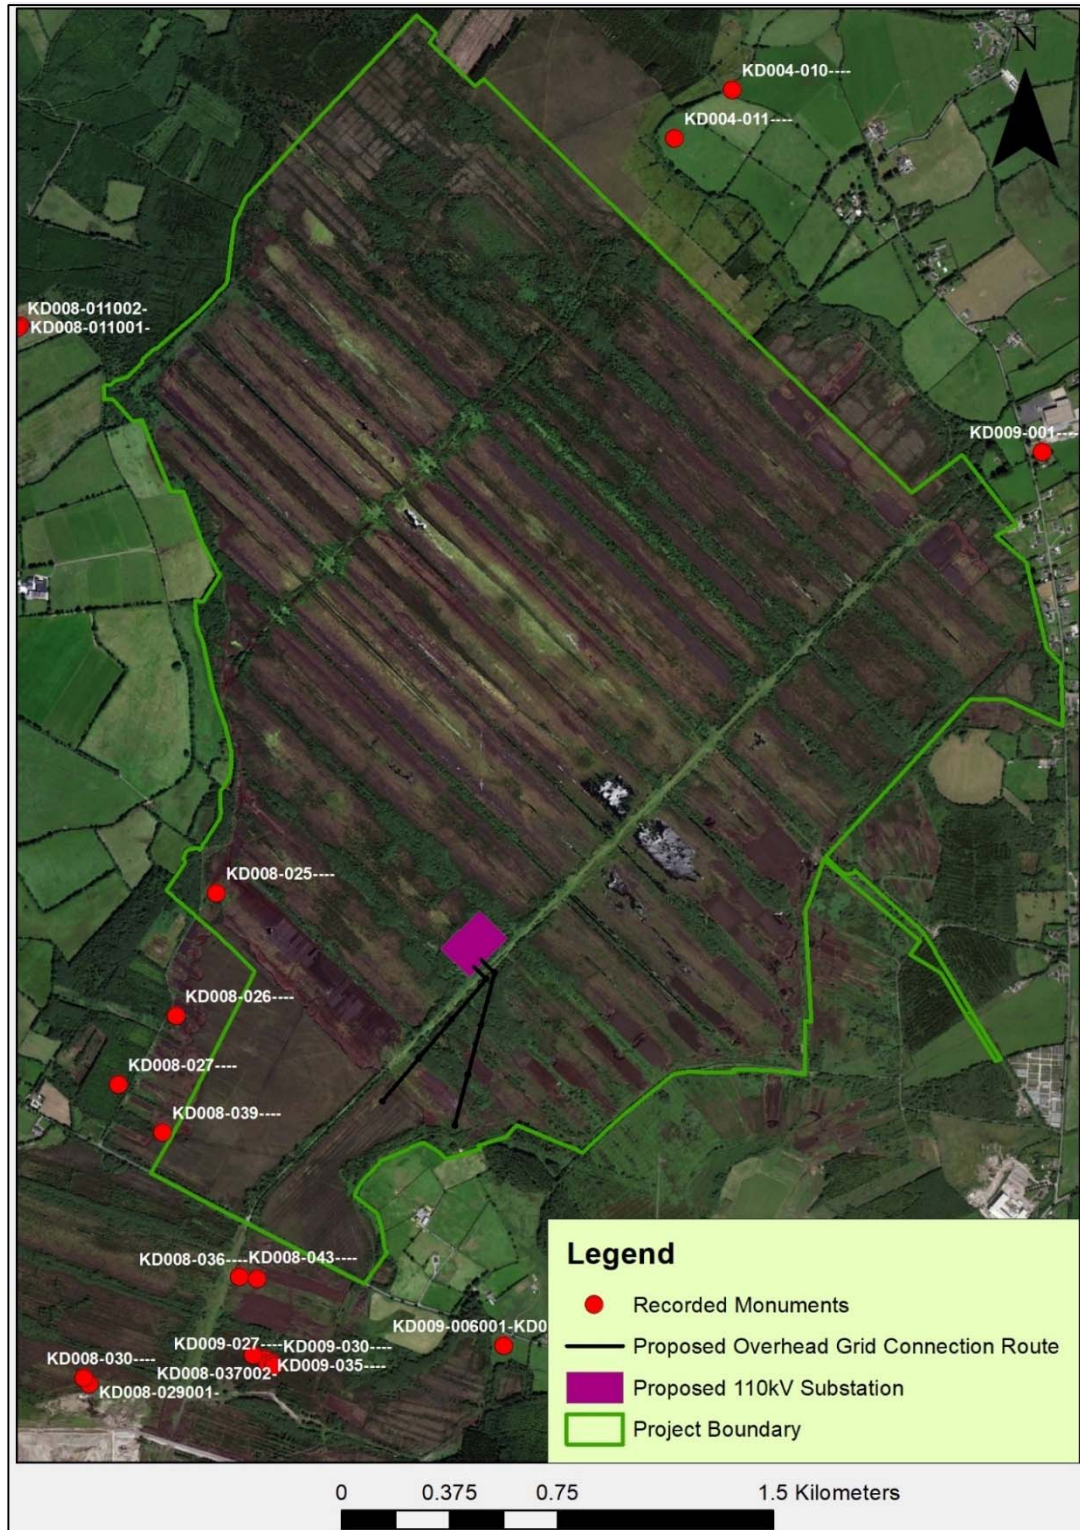 N
KD004-010----
KD004-011----
KD008-011002-
KD008-011001-
KD009-001----
KD008-025----
KD008-026----
KD008-027----
KD008-039----
KD008-036----KD008-043----
KD009-006001-KD0
KD009-027----KD009-030----
KD008-030----
KD009-035----
KD008-037002-
KD008-029001-
Legend
Recorded Monuments
Proposed Overhead Grid Connection Route
Proposed 110kV Substation
Project Boundary
0 0.375 0.75 1.5 Kilometers